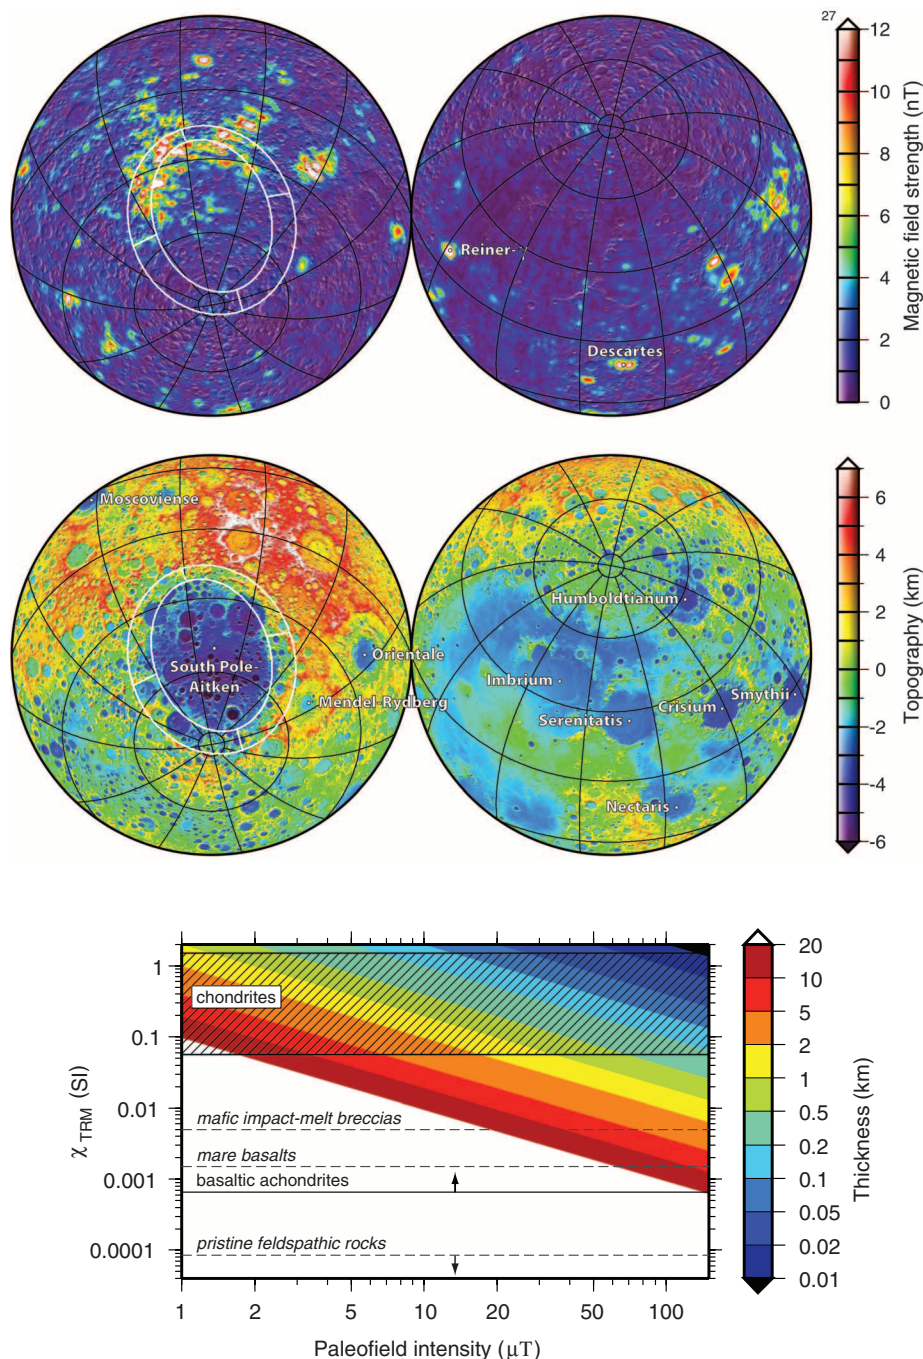 27
12
10
8
6
4
2
0
Magnetic field strength (nT)
Reiner-γ
Descartes
Moscoviense
South Pole-
Aitken
Orientale
Mendel-Rydberg
Humboldtianum
Imbrium
Serenitatis
Crisium
Smythii
Nectaris
6
4
2
0
-2
-4
-6
Topography (km)
1
0.1
0.01
0.001
0.0001
χTRM (SI)
chondrites
mafic impact-melt breccias
mare basalts
basaltic achondrites
pristine feldspathic rocks
1
2
5
10
20
50
100
Paleofield intensity (μT)
20
10
5
2
1
0.5
0.2
0.1
0.05
0.02
0.01
Thickness (km)